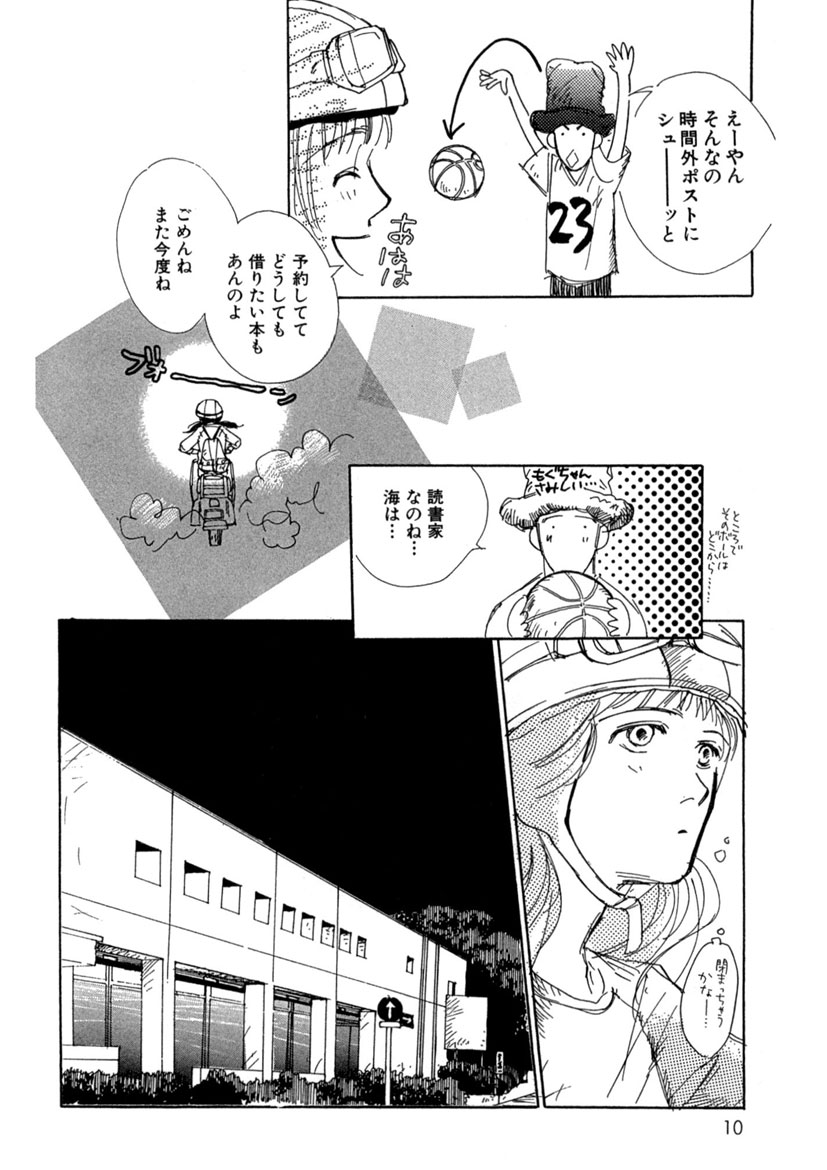 えーやん
そんなの
時間外ポストに
シューーッと
23
あはは
予約してて
どうしても
借りたい本も
あんのよ
ごめんね
また今度ね
ブオーーーン
もぐちゃん
さみしい…
読書家
なのね…
海は…
ところで
そのボールは
どこから……
閉まっちゃう
かなー…
10